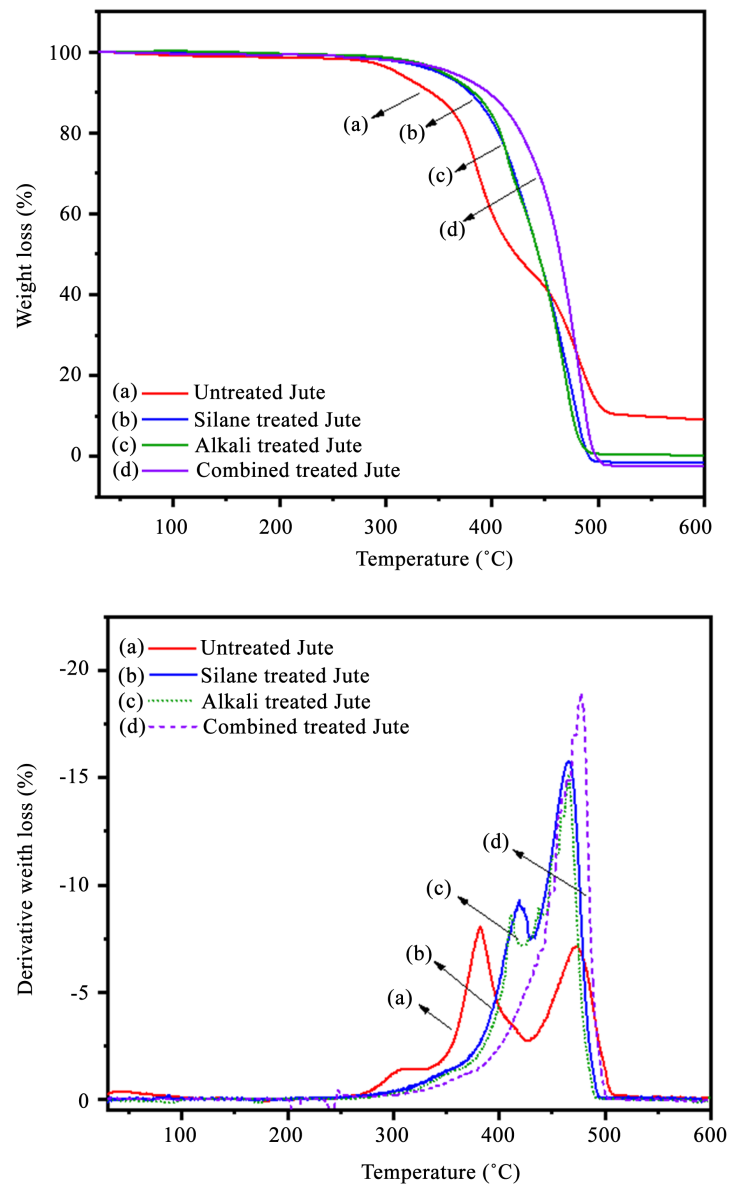 100
80
60
40
20
0
Weight loss (%)
(a)
(b)
(c)
(d)
(a) Untreated Jute
(b) Silane treated Jute
(c) Alkali treated Jute
(d) Combined treated Jute
100 200 300 400 500 600
Temperature (˚C)
-20
-15
-10
-5
0
Derivative weith loss (%)
(a) Untreated Jute
(b) Silane treated Jute
(c) Alkali treated Jute
(d) Combined treated Jute
(d)
(c)
(b)
(a)
100 200 300 400 500 600
Temperature (˚C)